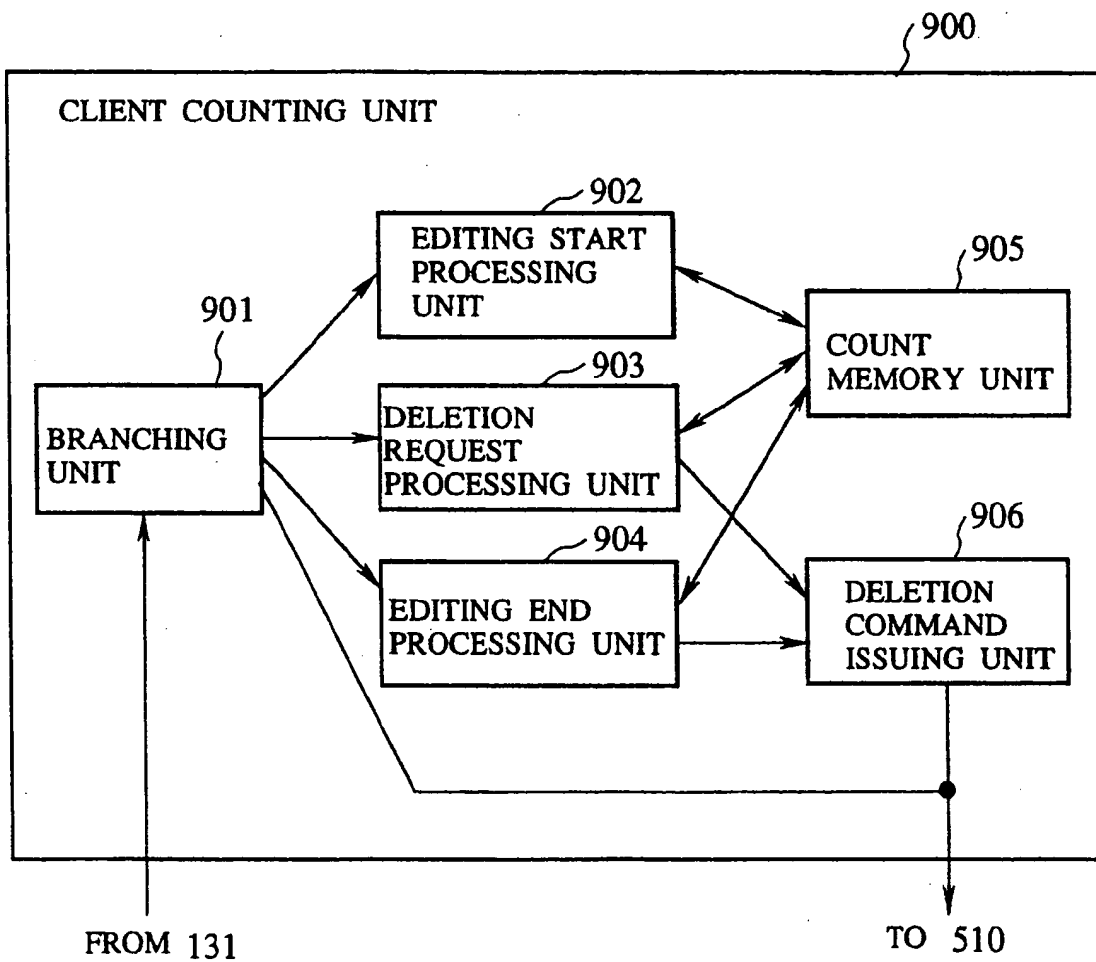 900
CLIENT COUNTING UNIT
902
EDITING START
PROCESSING
UNIT
905
COUNT
MEMORY UNIT
901
BRANCHING
UNIT
903
DELETION
REQUEST
PROCESSING UNIT
904
EDITING END
PROCESSING UNIT
906
DELETION
COMMAND
ISSUING UNIT
FROM 131
TO 510